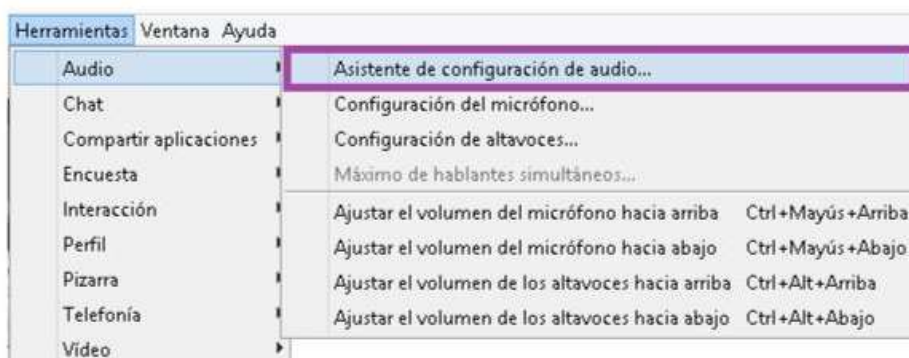 Herramientas Ventana Ayuda
Audio
Asistente de configuración de audio...
Chat
Configuración del micrófono...
Compartir aplicaciones
Configuración de altavoces...
Encuesta
Máximo de hablantes simultáneos...
Interacción
Ajustar el volumen del micrófono hacia arriba Ctrl+Mayús+Arriba
Perfil
Ajustar el volumen del micrófono hacia abajo Ctrl+Mayús+Abajo
Pizarra
Ajustar el volumen de los altavoces hacia arriba Ctrl+Alt+Arriba
Telefonía
Ajustar el volumen de los altavoces hacia abajo Ctrl+Alt+Abajo
Vídeo